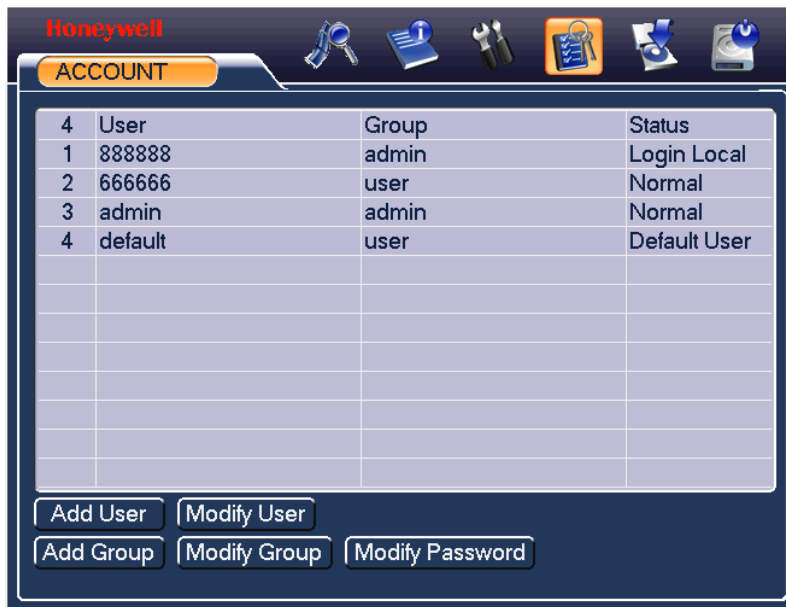 Honeywell
ACCOUNT
4 User Group Status
1 888888 admin Login Local
2 666666 user Normal
3 admin admin Normal
4 default user Default User
Add User Modify User
Add Group Modify Group Modify Password